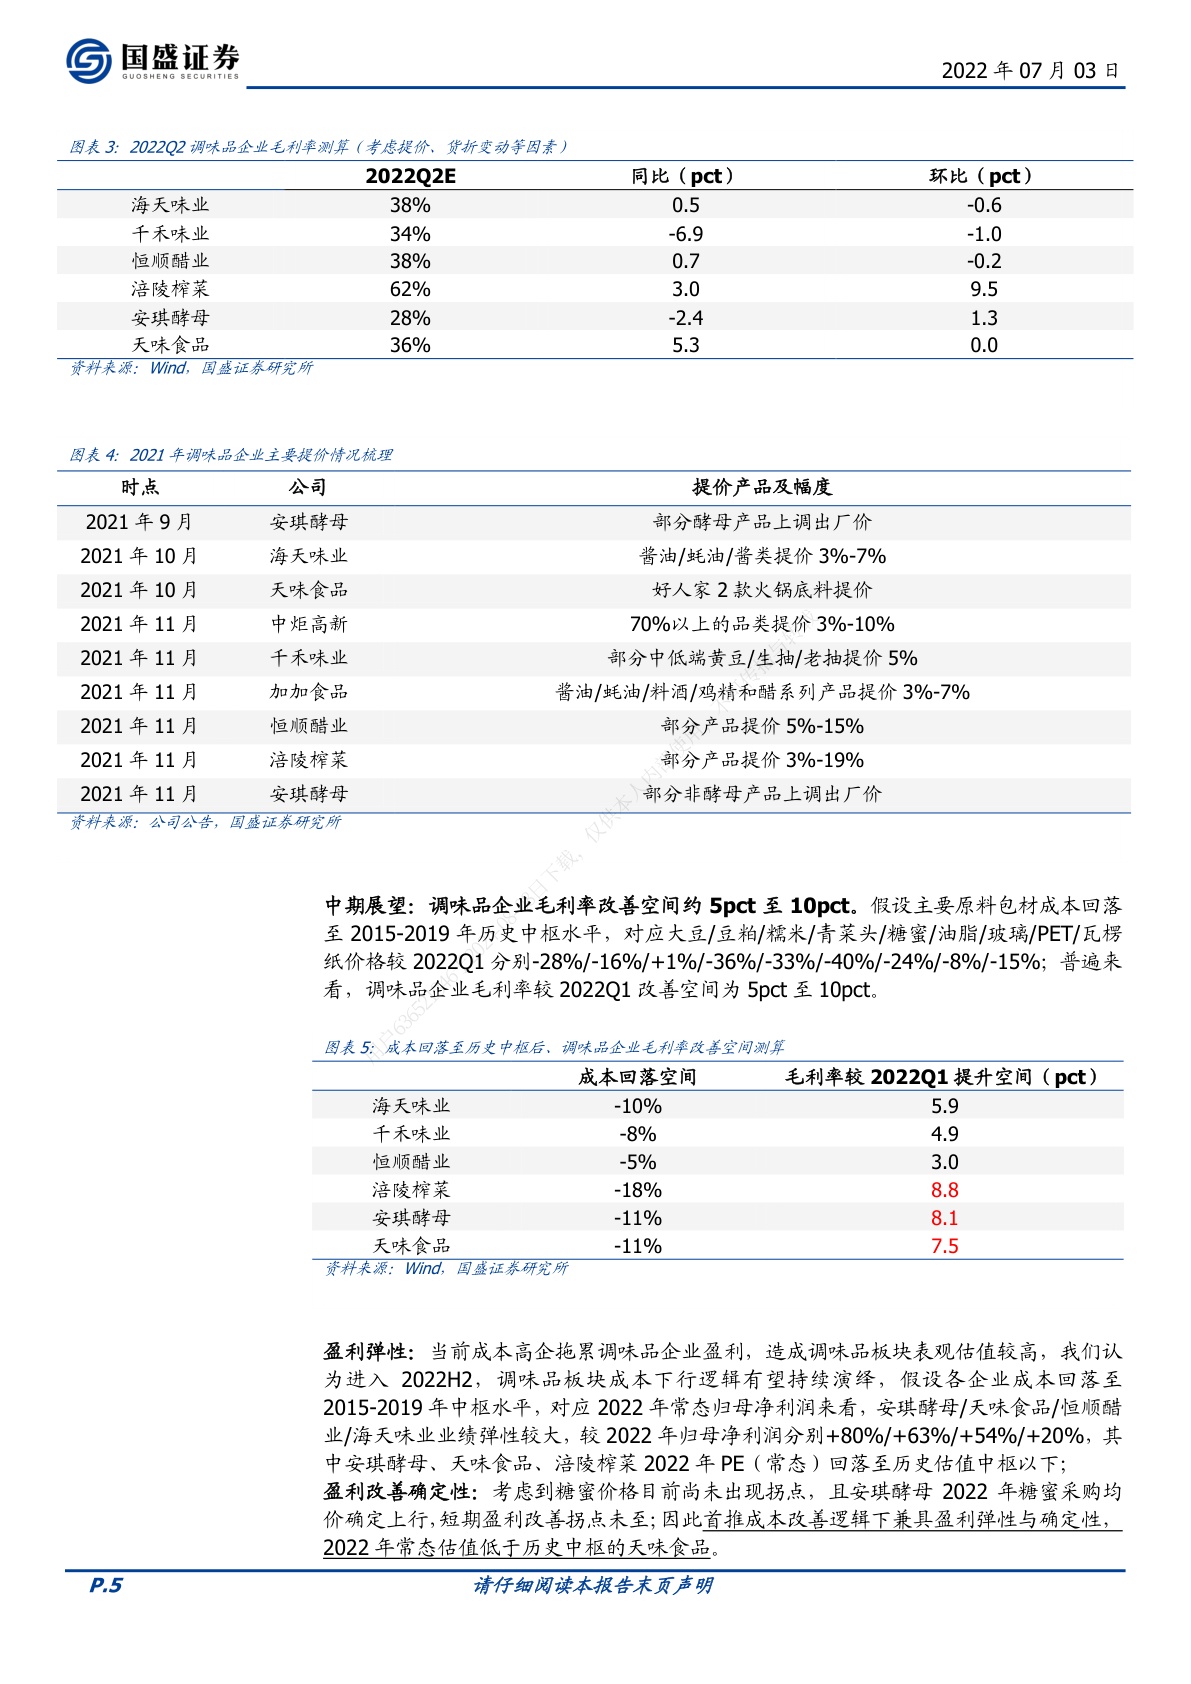 国盛证券
GUOSHENG SECURITIES
2022 年 07 月 03 日
图表 3：2022Q2 调味品企业毛利率测算（考虑提价、货折变动等因素）
2022Q2E 同比（pct） 环比（pct）
海天味业 38% 0.5 -0.6
千禾味业 34% -6.9 -1.0
恒顺醋业 38% 0.7 -0.2
涪陵榨菜 62% 3.0 9.5
安琪酵母 28% -2.4 1.3
天味食品 36% 5.3 0.0
资料来源：Wind，国盛证券研究所
图表 4：2021 年调味品企业主要提价情况梳理
时点 公司 提价产品及幅度
2021 年 9 月 安琪酵母 部分酵母产品上调出厂价
2021 年 10 月 海天味业 酱油/蚝油/酱类提价 3%-7%
2021 年 10 月 天味食品 好人家 2 款火锅底料提价
2021 年 11 月 中炬高新 70%以上的品类提价 3%-10%
2021 年 11 月 千禾味业 部分中低端黄豆/生抽/老抽提价 5%
2021 年 11 月 加加食品 酱油/蚝油/料酒/鸡精和醋系列产品提价 3%-7%
2021 年 11 月 恒顺醋业 部分产品提价 5%-15%
2021 年 11 月 涪陵榨菜 部分产品提价 3%-19%
2021 年 11 月 安琪酵母 部分非酵母产品上调出厂价
资料来源：公司公告，国盛证券研究所
中期展望：调味品企业毛利率改善空间约 5pct 至 10pct。假设主要原料包材成本回落
至 2015-2019 年历史中枢水平，对应大豆/豆粕/糯米/青菜头/糖蜜/油脂/玻璃/PET/瓦楞
纸价格较 2022Q1 分别-28%/-16%/+1%/-36%/-33%/-40%/-24%/-8%/-15%；普遍来
看，调味品企业毛利率较 2022Q1 改善空间为 5pct 至 10pct。
图表 5：成本回落至历史中枢后、调味品企业毛利率改善空间测算
成本回落空间 毛利率较 2022Q1 提升空间（pct）
海天味业 -10% 5.9
千禾味业 -8% 4.9
恒顺醋业 -5% 3.0
涪陵榨菜 -18% 8.8
安琪酵母 -11% 8.1
天味食品 -11% 7.5
资料来源：Wind，国盛证券研究所
盈利弹性：当前成本高企拖累调味品企业盈利，造成调味品板块表观估值较高，我们认
为进入 2022H2，调味品板块成本下行逻辑有望持续演绎，假设各企业成本回落至
2015-2019 年中枢水平，对应 2022 年常态归母净利润来看，安琪酵母/天味食品/恒顺醋
业/海天味业业绩弹性较大，较 2022 年归母净利润分别+80%/+63%/+54%/+20%，其
中安琪酵母、天味食品、涪陵榨菜 2022 年 PE（常态）回落至历史估值中枢以下；
盈利改善确定性：考虑到糖蜜价格目前尚未出现拐点，且安琪酵母 2022 年糖蜜采购均
价确定上行，短期盈利改善拐点未至；因此首推成本改善逻辑下兼具盈利弹性与确定性，
2022 年常态估值低于历史中枢的天味食品。
P.5 请仔细阅读本报告末页声明